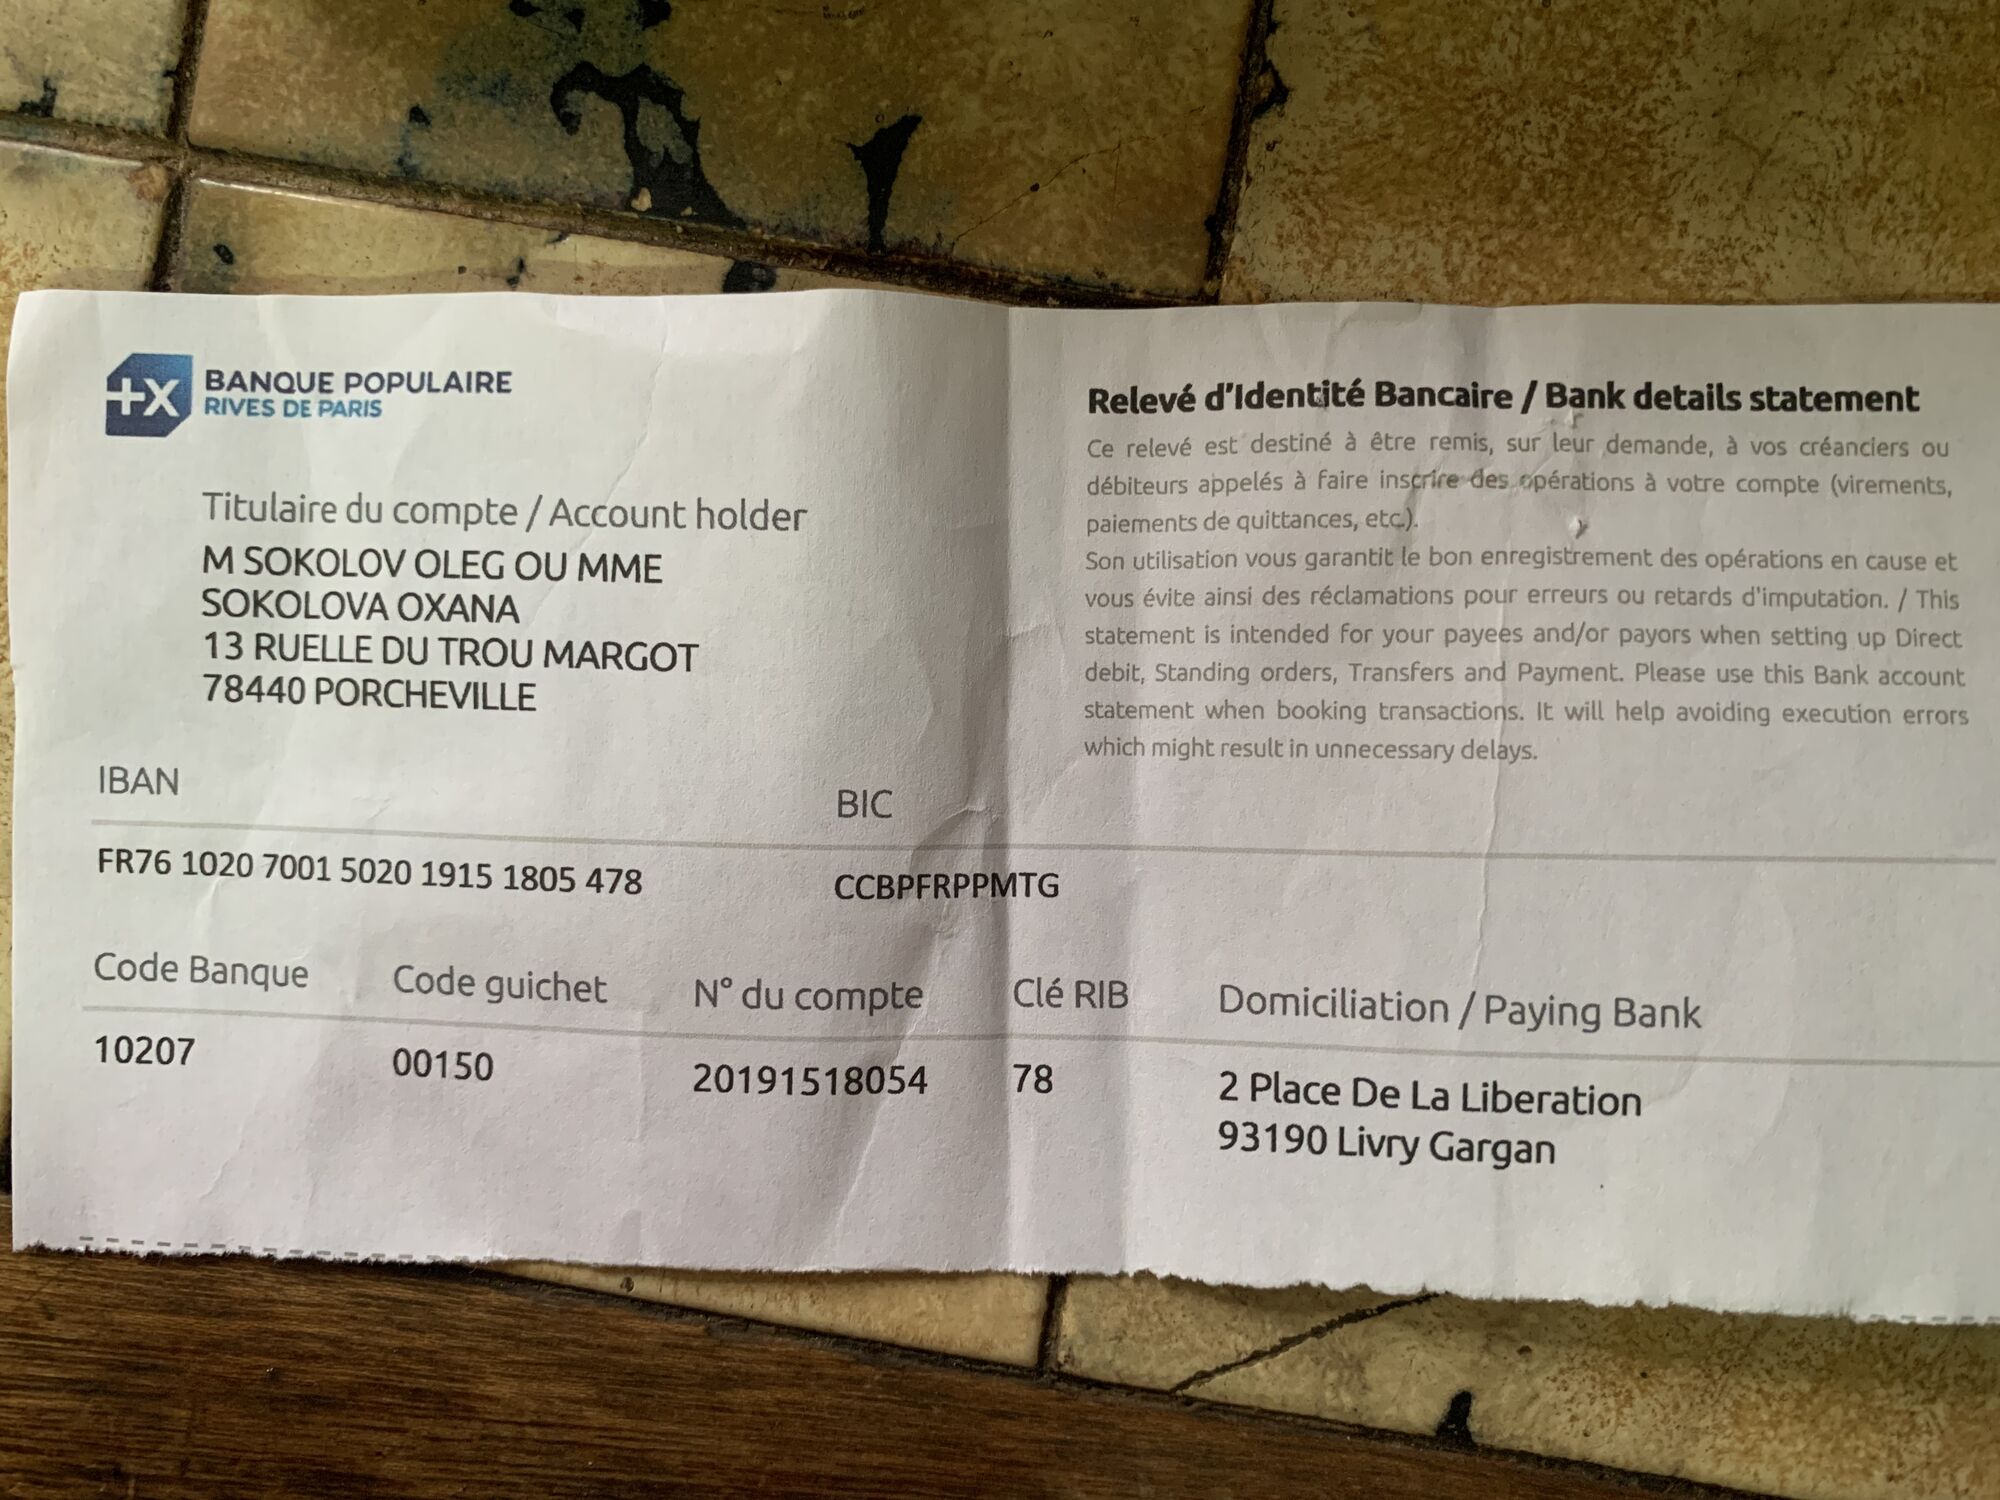 BANQUE POPULAIRE
RIVES DE PARIS
Titulaire du compte / Account holder
M SOKOLOV OLEG OU MME
SOKOLOVA OXANA
13 RUELLE DU TROU MARGOT
78440 PORCHEVILLE
Relevé d'Identité Bancaire / Bank details statement
Ce relevé est destiné à être remis, sur leur demande, à vos créanciers ou
débiteurs appelés à faire inscrire des opérations à votre compte (virements,
paiements de quittances, etc.).
Son utilisation vous garantit le bon enregistrement des opérations en cause et
vous évite ainsi des réclamations pour erreurs ou retards d'imputation. / This
statement is intended for your payees and/or payors when setting up Direct
debit, Standing orders, Transfers and Payment. Please use this Bank account
statement when booking transactions. It will help avoiding execution errors
which might result in unnecessary delays.
IBAN BIC
FR76 1020 7001 5020 1915 1805 478 CCBPFRPPMTG
Code Banque Code guichet N° du compte Clé RIB Domiciliation / Paying Bank
10207 00150 20191518054 78 2 Place De La Liberation
93190 Livry Gargan